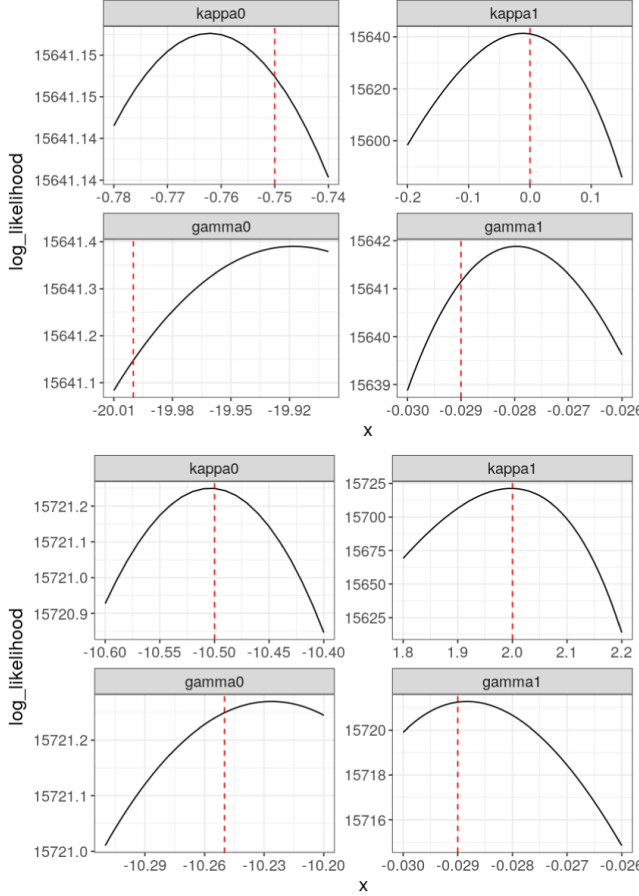 kappa0 kappa1
15641.15
15641.15
15641.14
15641.14
-0.78 -0.77 -0.76 -0.75 -0.74
15640
15620
15600
-0.2 -0.1 0.0 0.1
log_likelihood
gamma0 gamma1
15641.4
15641.3
15641.2
15641.1
-20.01 -19.98 -19.95 -19.92
15642
15641
15640
15639
-0.030 -0.029 -0.028 -0.027 -0.026
x
kappa0 kappa1
15721.2
15721.1
15721.0
15720.9
-10.60 -10.55 -10.50 -10.45 -10.40
15725
15700
15675
15650
15625
1.8 1.9 2.0 2.1 2.2
log_likelihood
gamma0 gamma1
15721.2
15721.1
15721.0
-10.29 -10.26 -10.23 -10.20
15720
15718
15716
-0.030 -0.029 -0.028 -0.027 -0.026
x